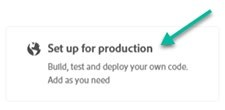 Set up for production
Build, test and deploy your own code.
Add as you need